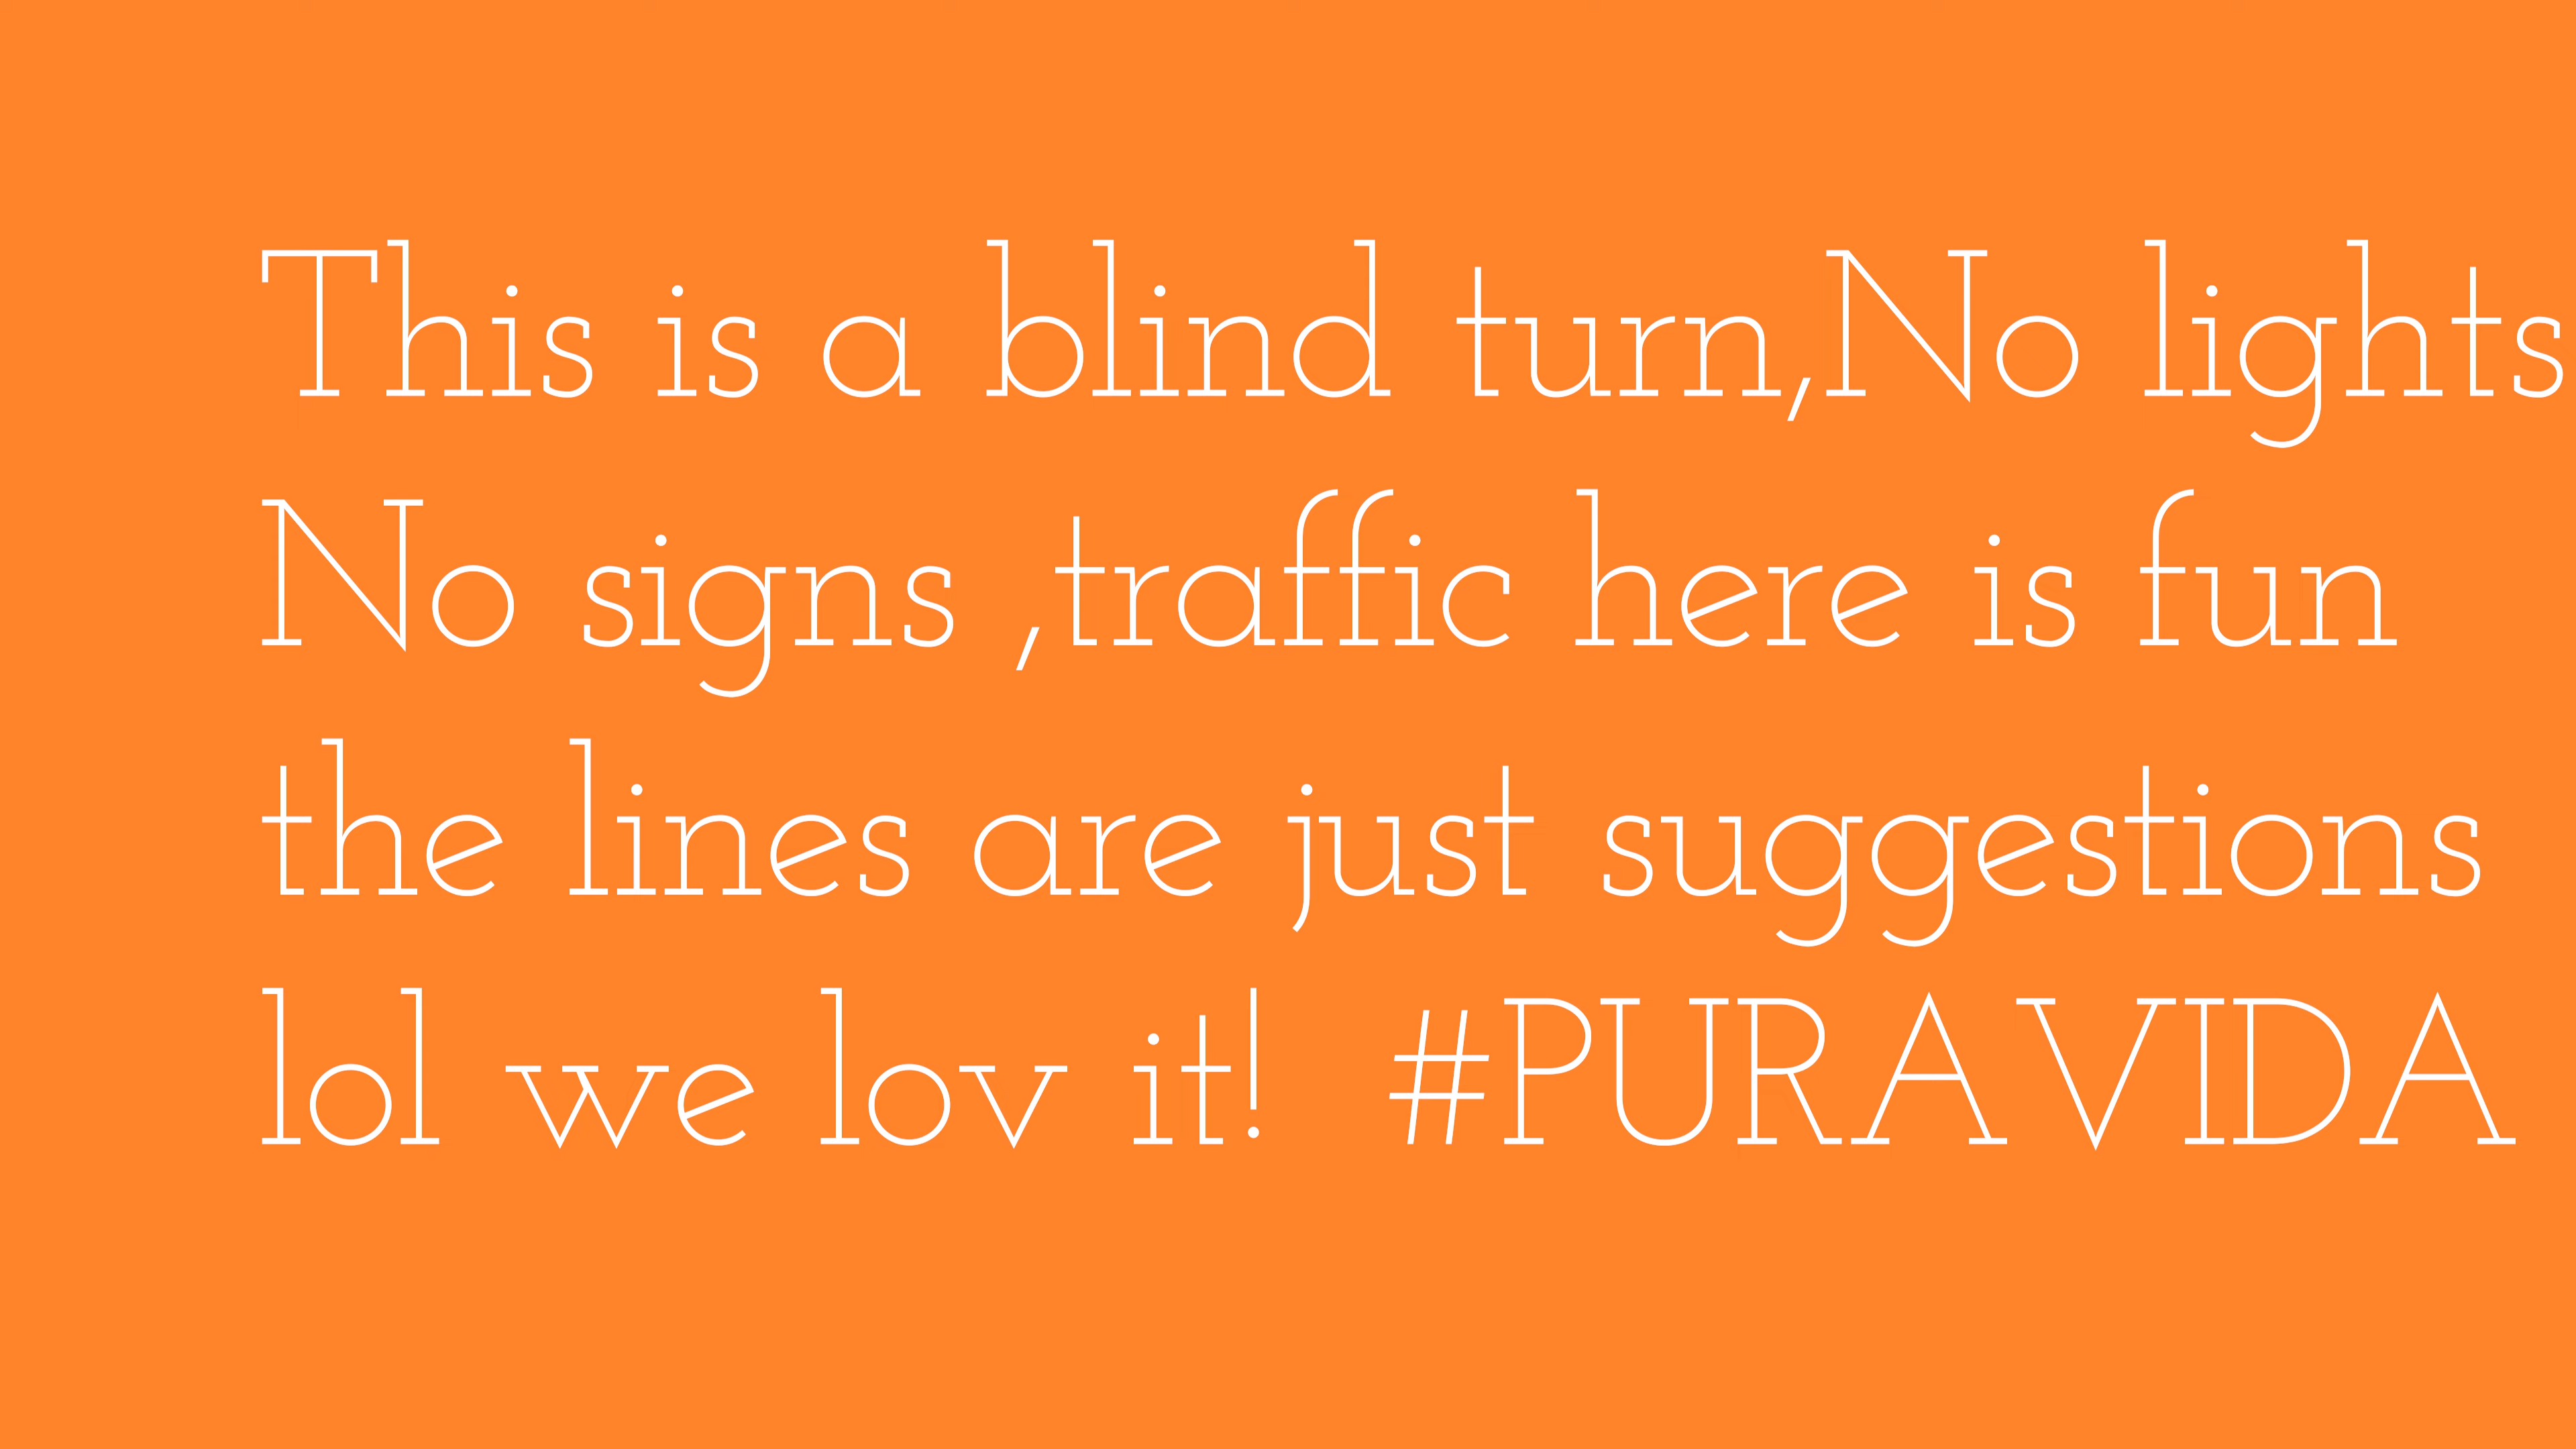 This is a blind turn,No lights
No signs ,traffic here is fun
the lines are just suggestions
lol we lov it!  #PURAVIDA